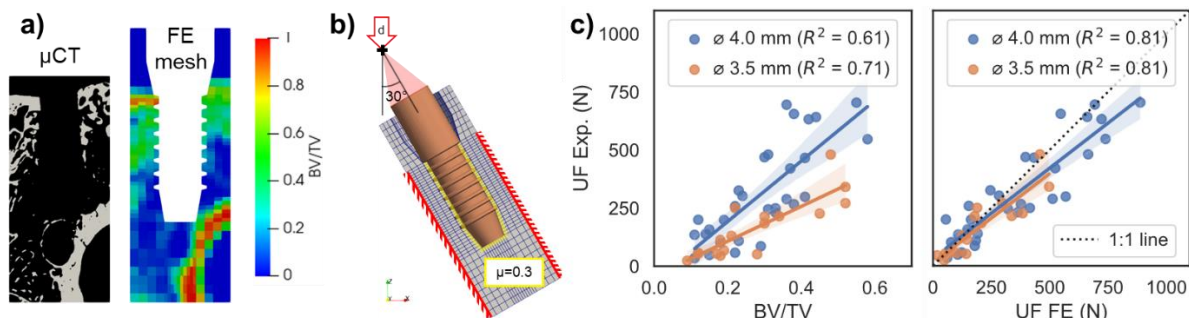 a)
µCT
FE
mesh
1
0.8
0.6
0.4
0.2
0
BV/TV
b)
d
30°
µ=0.3
c)
UF Exp. (N)
1000
750
500
250
0
ø 4.0 mm (R² = 0.61)
ø 3.5 mm (R² = 0.71)
0.0
0.2
0.4
0.6
BV/TV
ø 4.0 mm (R² = 0.81)
ø 3.5 mm (R² = 0.81)
1:1 line
0
250
500
750
1000
UF FE (N)